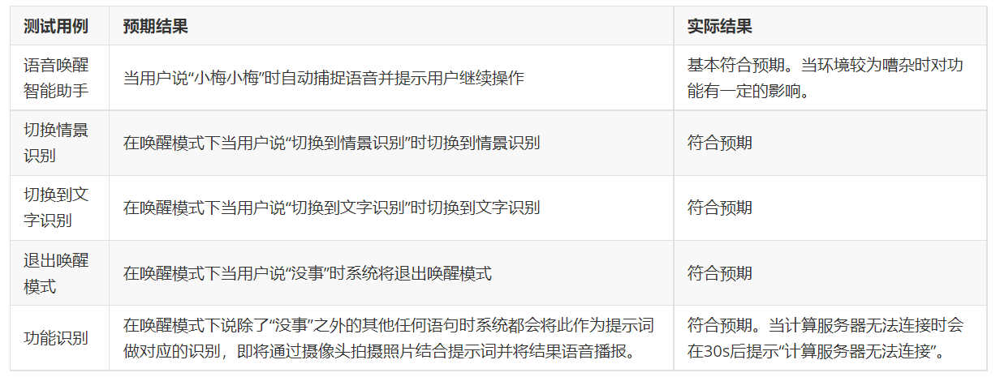 测试用例 预期结果 实际结果
语音唤醒
智能助手
当用户说“小梅小梅”时自动捕捉语音并提示用户继续操作
基本符合预期。当环境较为嘈杂时对功
能有一定的影响。
切换情景
识别
在唤醒模式下当用户说“切换到情景识别”时切换到情景识别
符合预期
切换到文
字识别
在唤醒模式下当用户说“切换到文字识别”时切换到文字识别
符合预期
退出唤醒
模式
在唤醒模式下当用户说“没事”时系统将退出唤醒模式
符合预期
功能识别
在唤醒模式下说除了“没事”之外的其他任何语句时系统都会将此作为提示词
做对应的识别，即将通过摄像头拍摄照片结合提示词并将结果语音播报。
符合预期。当计算服务器无法连接时会
在30s后提示“计算服务器无法连接”。